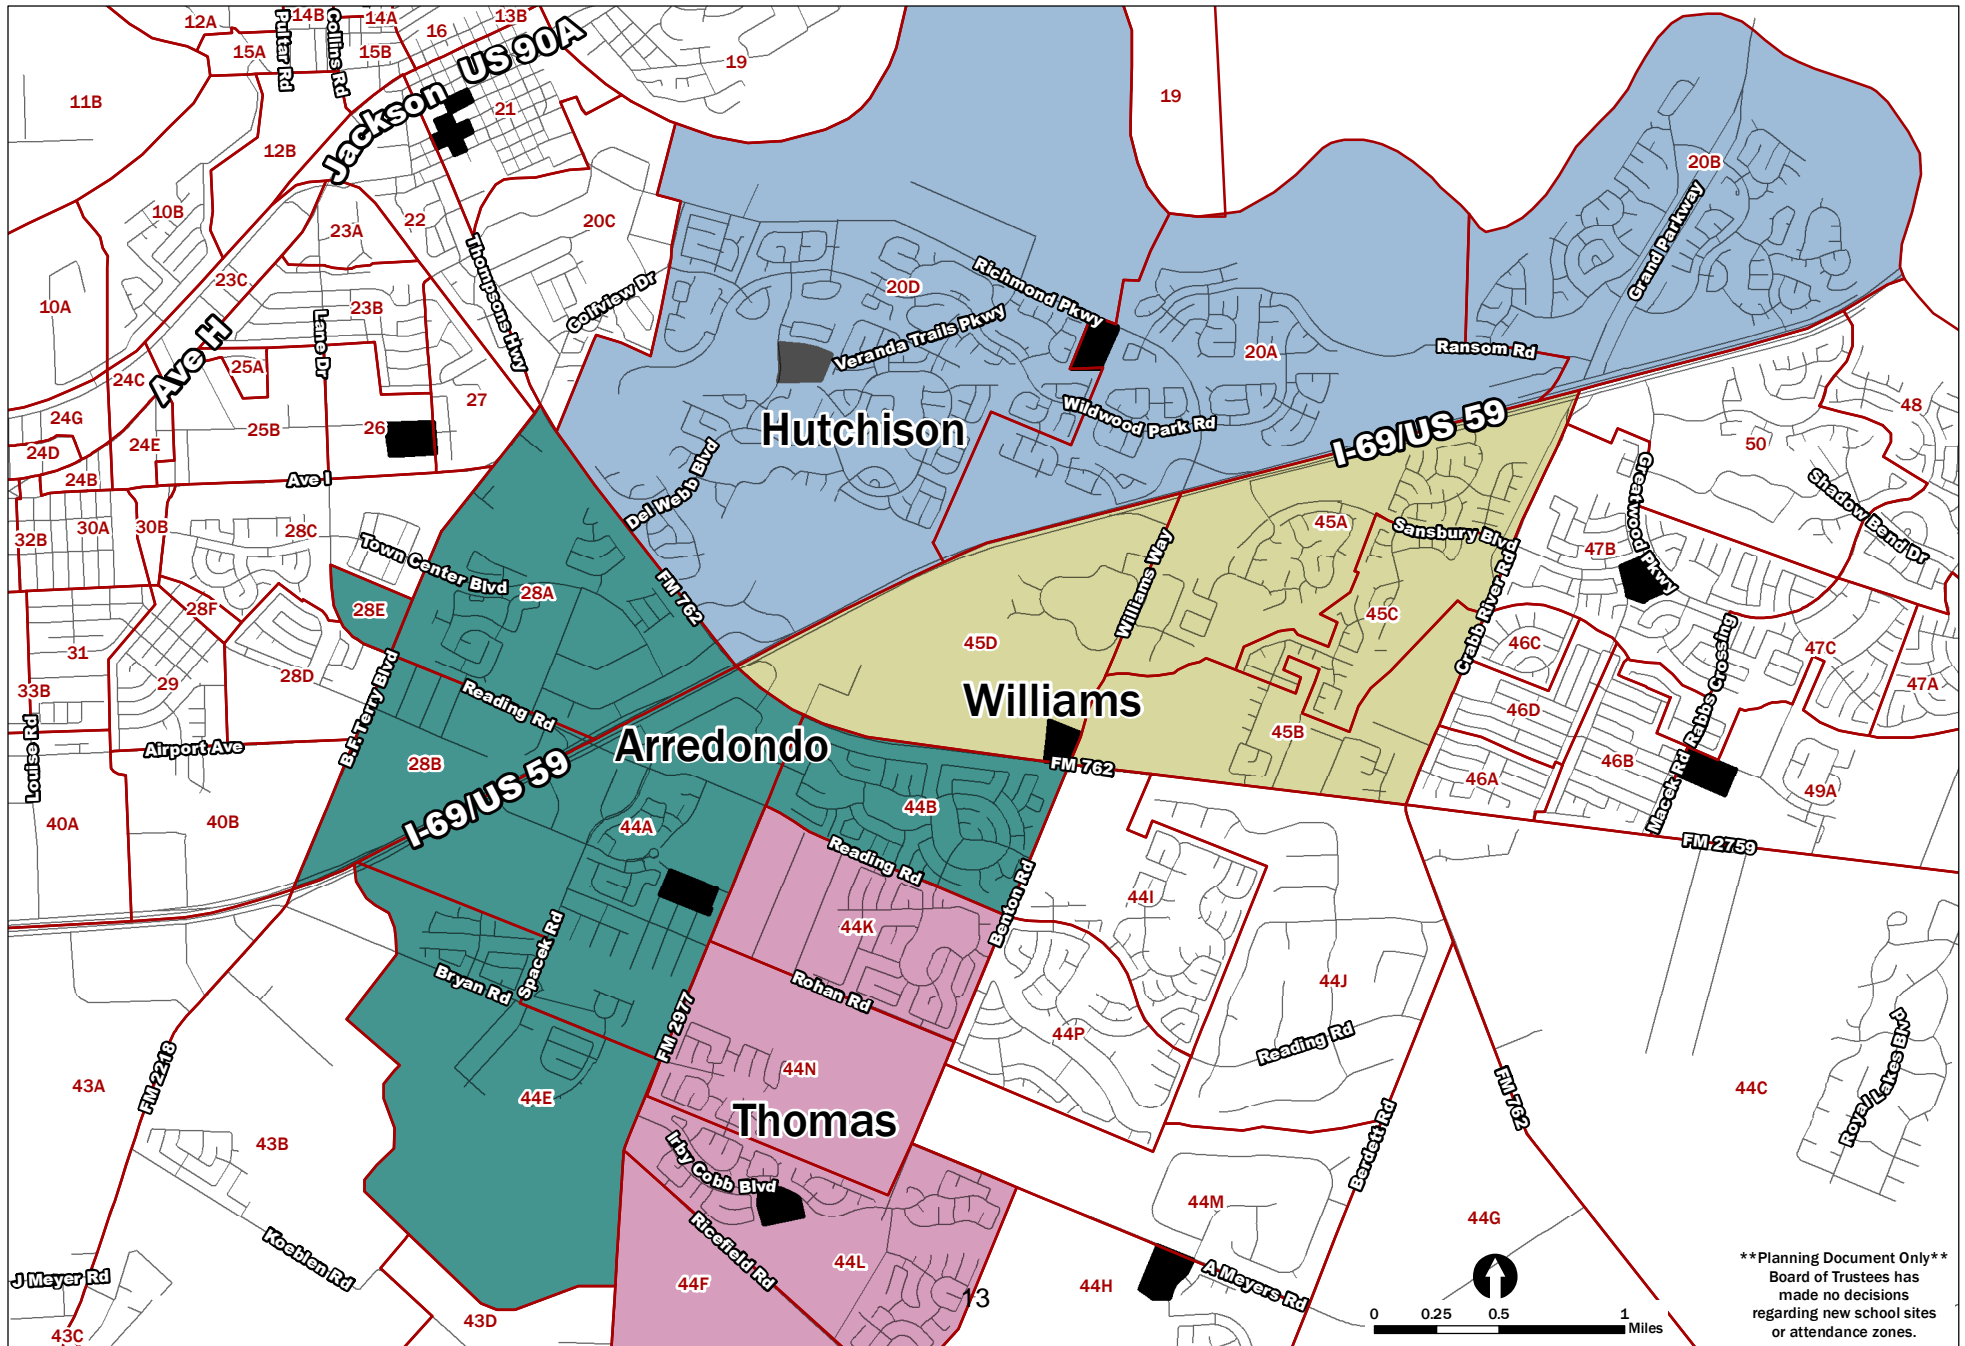 12A
14B
14A
13B
16
Pultar Rd
Collins Rd
15A
15B
US 90A
19
19
11B
Jackson
21
12B
20B
10B
22
23A
20C
Thompsons Hwy
Grand Parkway
23C
Golfview Dr
20D
Richmond Pkwy
10A
23B
Lane Dr
Veranda Trails Pkwy
Ave H
20A
Ransom Rd
24C
25A
27
24G
25B
26
Hutchison
Wildwood Park Rd
I-69/US 59
48
50
24D
24E
24B
Ave I
Del Webb Blvd
Greatwood Pkwy
Shadow Bend Dr
30A
30B
28C
32B
45A
Sansbury Blvd
47B
Town Center Blvd
28A
FM 762
Williams Way
28E
28F
45C
Crabb River Rd
31
45D
46C
47C
Rabbs Crossing
29
28D
33B
B.F. Terry Blvd
Reading Rd
Williams
47A
46D
Louise Rd
Airport Ave
Arredondo
45B
28B
FM 762
46A
46B
Macek Rd
49A
I-69/US 59
40A
40B
44A
44B
FM 2759
Reading Rd
Benton Rd
44I
44K
Spacek Rd
Bryan Rd
Rohan Rd
44J
44P
Reading Rd
FM 2977
43A
FM 2218
44N
44E
44C
FM 762
Royal Lakes Blvd
43B
Thomas
Irby Cobb Blvd
Berdett Rd
44M
44G
Koeblen Rd
Ricefield Rd
44L
J Meyer Rd
44F
44H
A Meyers Rd
13
43D
43C
0 0.25 0.5 1
Miles
**Planning Document Only**
Board of Trustees has
made no decisions
regarding new school sites
or attendance zones.